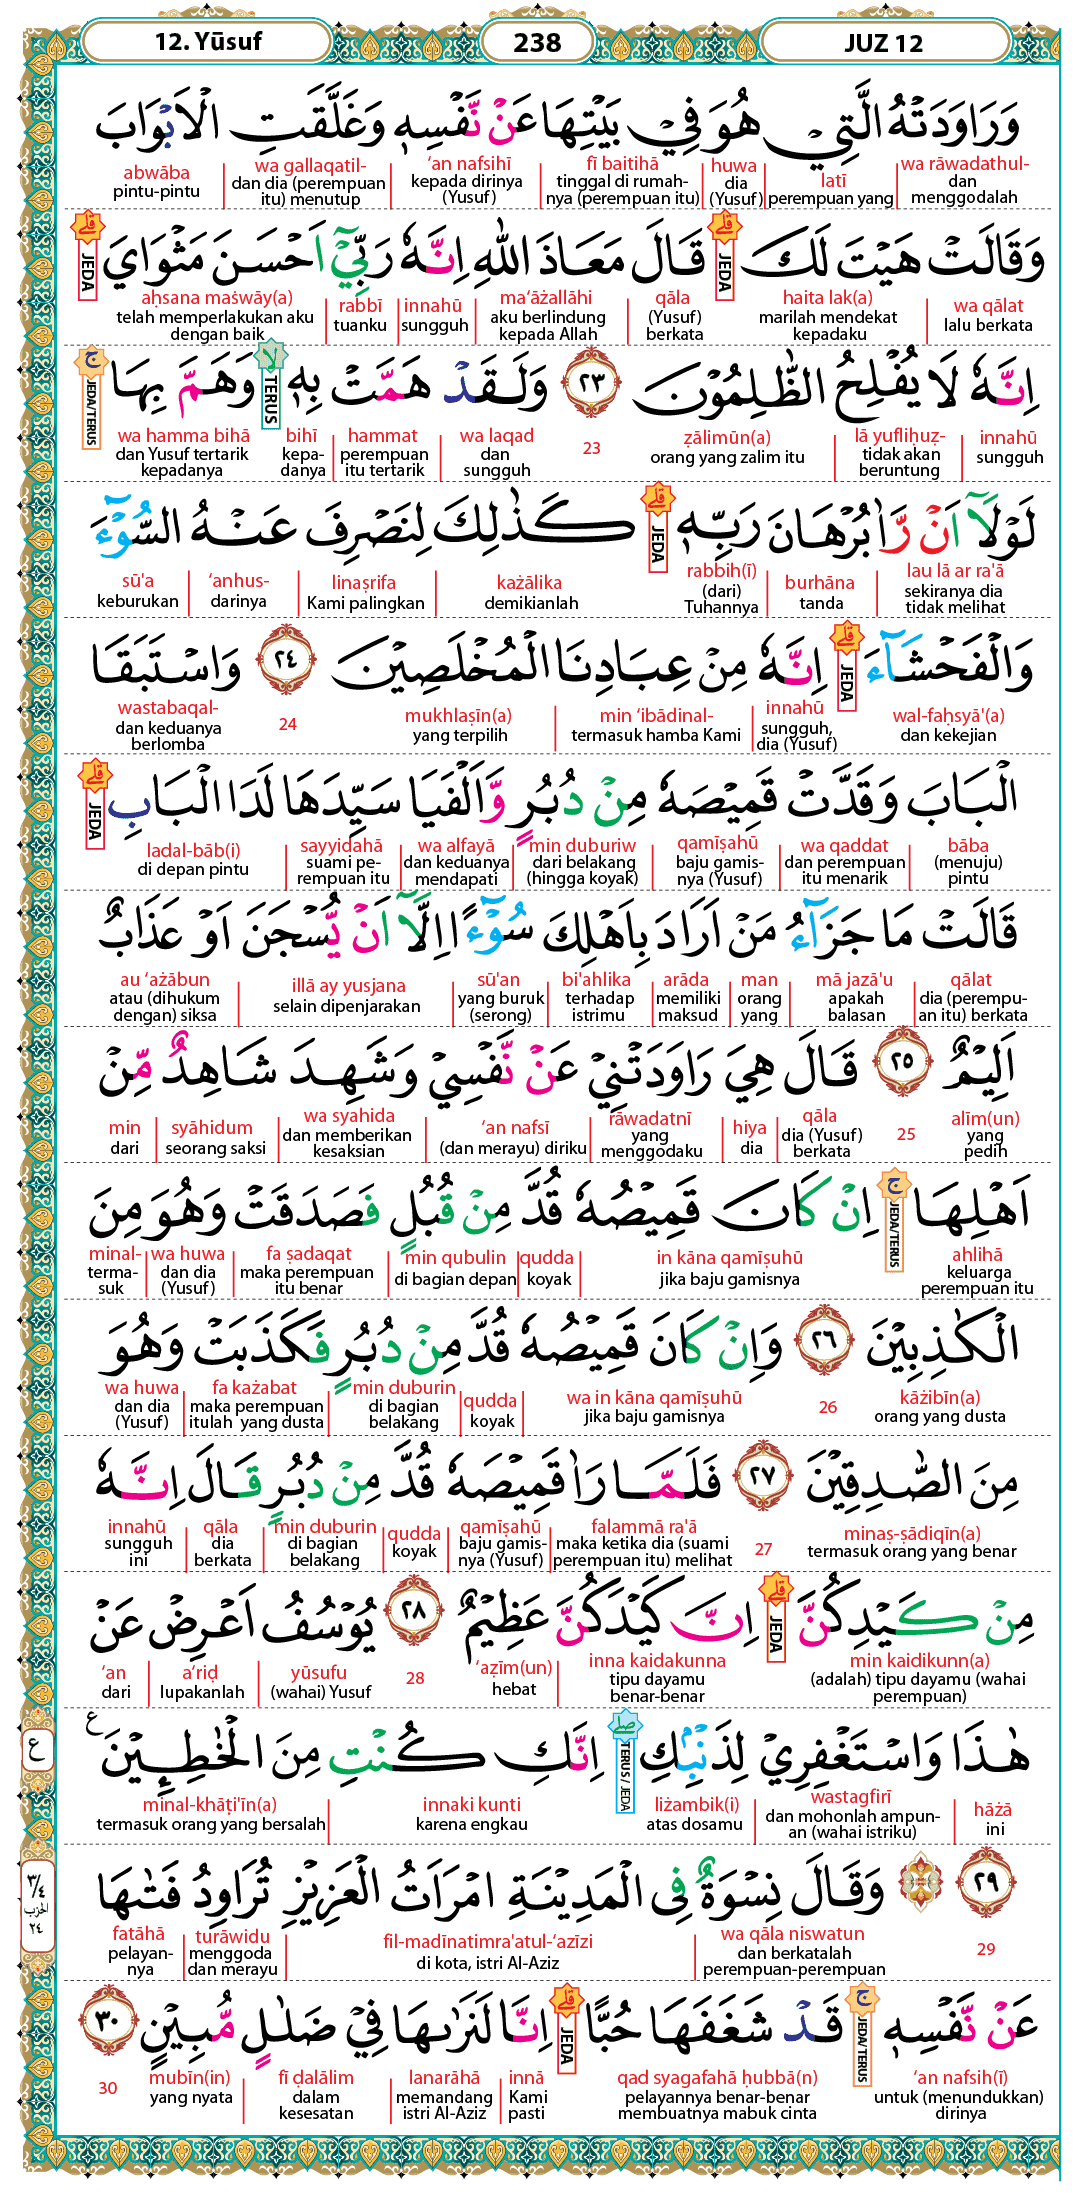 12. Yūsuf
238
JUZ 12
وَرَاوَدَتْهُ الَّتِيْ هُوَ فِيْ بَيْتِهَا عَنْ نَّفْسِهٖ وَغَلَّقَتِ الْاَبْوَابَ
wa rāwadathul-
dan
menggodalah
latī
perempuan yang
huwa
dia
(Yusuf)
fī baitihā
tinggal di rumah-
nya (perempuan itu)
‘an nafsihī
kepada dirinya
(Yusuf)
wa gallaqatil-
dan dia (perempuan
itu) menutup
abwāba
pintu-pintu
وَقَالَتْ هَيْتَ لَكَ ۗ قَالَ مَعَاذَ اللّٰهِ اِنَّهٗ رَبِّيْٓ اَحْسَنَ مَثْوَايَ ۗ
JEDA
JEDA
wa qālat
lalu berkata
haita lak(a)
marilah mendekat
kepadaku
qāla
(Yusuf)
berkata
ma‘āżallāhi
aku berlindung
kepada Allah
innahū
sungguh
rabbī
tuanku
aḥsana maṡwāy(a)
telah memperlakukan aku
dengan baik
اِنَّهٗ لَا يُفْلِحُ الظّٰلِمُوْنَ ٢٣ وَلَقَدْ هَمَّتْ بِهٖ ۙ وَهَمَّ بِهَا ۚ
TERUS
JEDA/TERUS
innahū
sungguh
lā yufliḥuẓ-
tidak akan
beruntung
ẓālimūn(a)
orang yang zalim itu
23
wa laqad
dan
sungguh
hammat
perempuan
itu tertarik
bihī
kepa-
danya
wa hamma bihā
dan Yusuf tertarik
kepadanya
لَوْلَآ اَنْ رَّاٰ بُرْهَانَ رَبِّهٖ ۗ كَذٰلِكَ لِنَصْرِفَ عَنْهُ السُّوْۤءَ
JEDA
lau lā ar ra'ā
sekiranya dia
tidak melihat
burhāna
tanda
rabbih(ī)
(dari)
Tuhannya
każālika
demikianlah
linaṣrifa
Kami palingkan
‘anhus-
darinya
sū'a
keburukan
وَالْفَحْشَاۤءَ ۗ اِنَّهٗ مِنْ عِبَادِنَا الْمُخْلَصِيْنَ ٢٤ وَاسْتَبَقَا
JEDA
wal-faḥsyā'(a)
dan kekejian
innahū
sungguh,
dia (Yusuf)
min ‘ibādinal-
termasuk hamba Kami
mukhlaṣīn(a)
yang terpilih
24
wastabaqal-
dan keduanya
berlomba
الْبَابَ وَقَدَّتْ قَمِيْصَهٗ مِنْ دُبُرٍ وَّاَلْفَيَا سَيِّدَهَا لَدَا الْبَابِ ۗ
JEDA
bāba
(menuju)
pintu
wa qaddat
dan perempuan
itu menarik
qamīṣahū
baju gamis-
nya (Yusuf)
min duburiw
dari belakang
(hingga koyak)
wa alfayā
dan keduanya
mendapati
sayyidahā
suami pe-
rempuan itu
ladal-bāb(i)
di depan pintu
قَالَتْ مَا جَزَاۤءُ مَنْ اَرَادَ بِاَهْلِكَ سُوْۤءًا اِلَّآ اَنْ يُّسْجَنَ اَوْ عَذَابٌ
qālat
dia (perempu-
an itu) berkata
mā jazā'u
apakah
balasan
man
orang
yang
arāda
memiliki
maksud
bi'ahlika
terhadap
istrimu
sū'an
yang buruk
(serong)
illā ay yusjana
selain dipenjarakan
au ‘ażābun
atau (dihukum
dengan) siksa
اَلِيْمٌ ٢٥ قَالَ هِيَ رَاوَدَتْنِيْ عَنْ نَّفْسِيْ وَشَهِدَ شَاهِدٌ مِّنْ
alīm(un)
yang
pedih
25
qāla
dia (Yusuf)
berkata
hiya
dia
rāwadatnī
yang
menggodaku
‘an nafsī
(dan merayu) diriku
wa syahida
dan memberikan
kesaksian
syāhidum
seorang saksi
min
dari
اَهْلِهَا ۚ اِنْ كَانَ قَمِيْصُهٗ قُدَّ مِنْ قُبُلٍ فَصَدَقَتْ وَهُوَ مِنَ
JEDA/TERUS
ahlihā
keluarga
perempuan itu
in kāna qamīṣuhū
jika baju gamisnya
qudda
koyak
min qubulin
di bagian depan
fa ṣadaqat
maka perempuan
itu benar
wa huwa
dan dia
(Yusuf)
minal-
terma-
suk
الْكٰذِبِيْنَ ٢٦ وَاِنْ كَانَ قَمِيْصُهٗ قُدَّ مِنْ دُبُرٍ فَكَذَبَتْ وَهُوَ
kāżibīn(a)
orang yang dusta
26
wa in kāna qamīṣuhū
jika baju gamisnya
qudda
koyak
min duburin
di bagian
belakang
fa każabat
maka perempuan
itulah yang dusta
wa huwa
dan dia
(Yusuf)
مِنَ الصّٰدِقِيْنَ ٢٧ فَلَمَّا رَاٰ قَمِيْصَهٗ قُدَّ مِنْ دُبُرٍ قَالَ اِنَّهٗ
minaṣ-ṣādiqīn(a)
termasuk orang yang benar
27
falammā ra'ā
maka ketika dia (suami
perempuan itu) melihat
qamīṣahū
baju gamis-
nya (Yusuf)
qudda
koyak
min duburin
di bagian
belakang
qāla
dia
berkata
innahū
sungguh
ini
مِنْ كَيْدِكُنَّ ۗ اِنَّ كَيْدَكُنَّ عَظِيْمٌ ٢٨ يُوْسُفُ اَعْرِضْ عَنْ
JEDA
min kaidikunn(a)
(adalah) tipu dayamu (wahai
perempuan)
inna kaidakunna
tipu dayamu
benar-benar
‘aẓīm(un)
hebat
28
yūsufu
(wahai) Yusuf
a‘riḍ
lupakanlah
‘an
dari
هٰذَا وَاسْتَغْفِرِيْ لِذَنْۢبِكِ ۖ اِنَّكِ كُنْتِ مِنَ الْخٰطِـِٕيْنَ ࣖ
TERUS / JEDA
ع
hāżā
ini
wastagfirī
dan mohonlah ampun-
an (wahai istriku)
liżambik(i)
atas dosamu
innaki kunti
karena engkau
minal-khāṭi'īn(a)
termasuk orang yang bersalah
٢٩ ۞ وَقَالَ نِسْوَةٌ فِى الْمَدِيْنَةِ امْرَاَتُ الْعَزِيْزِ تُرَاوِدُ فَتٰىهَا
٣/٤
الحزب
٢٤
29
wa qāla niswatun
dan berkatalah
perempuan-perempuan
fil-madīnatimra'atul-‘azīzi
di kota, istri Al-Aziz
turāwidu
menggoda
dan merayu
fatāhā
pelayan-
nya
عَنْ نَّفْسِهٖ ۚ قَدْ شَغَفَهَا حُبًّا ۗ اِنَّا لَنَرٰىهَا فِيْ ضَلٰلٍ مُّبِيْنٍ ٣٠
JEDA/TERUS
JEDA
‘an nafsih(ī)
untuk (menundukkan)
dirinya
qad syagafahā ḥubbā(n)
pelayannya benar-benar
membuatnya mabuk cinta
innā
Kami
pasti
lanarāhā
memandang
istri Al-Aziz
fī ḍalālim
dalam
kesesatan
mubīn(in)
yang nyata
30